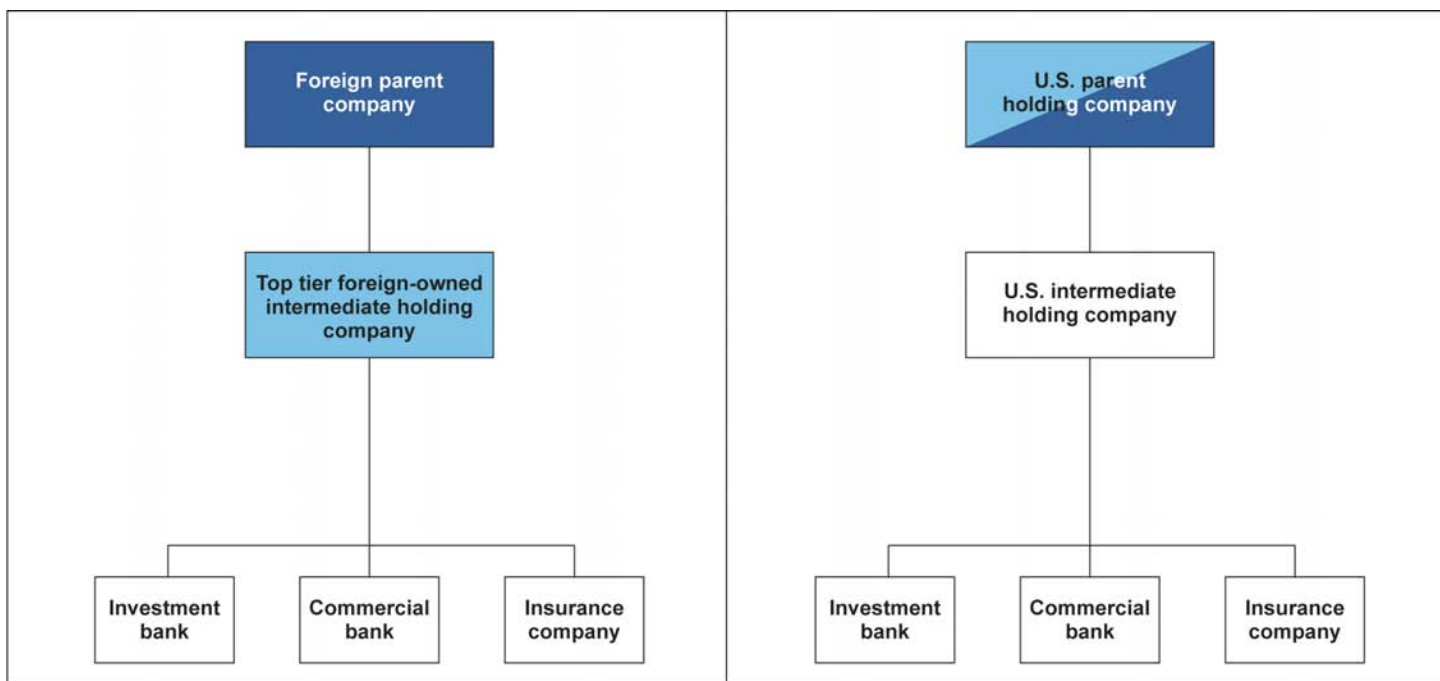 Foreign parent
company
Top tier foreign-owned
intermediate holding
company
Investment
bank
Commercial
bank
Insurance
company
U.S. parent
holding company
U.S. intermediate
holding company
Investment
bank
Commercial
bank
Insurance
company